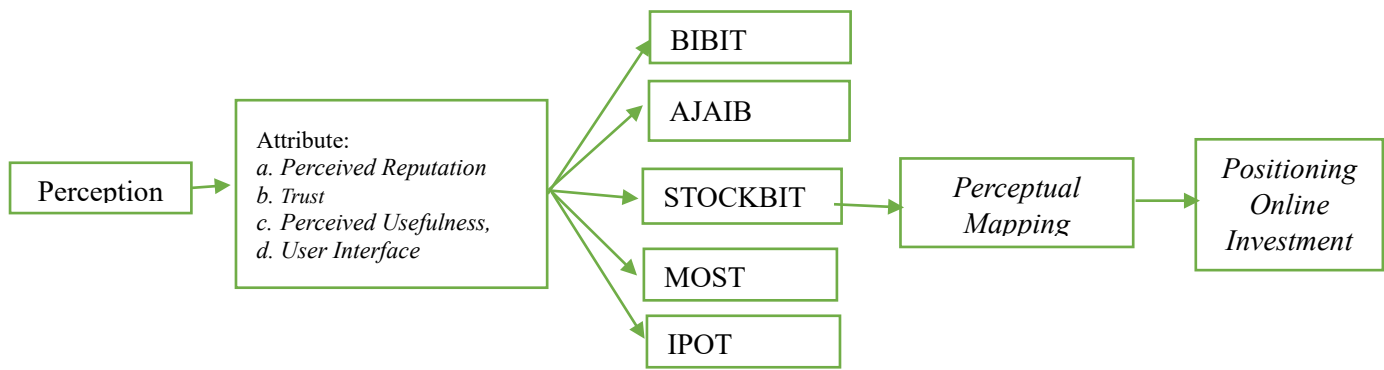 Perception
Attribute:
a. Perceived Reputation
b. Trust
c. Perceived Usefulness,
d. User Interface
BIBIT
AJAIB
STOCKBIT
MOST
IPOT
Perceptual
Mapping
Positioning
Online
Investment